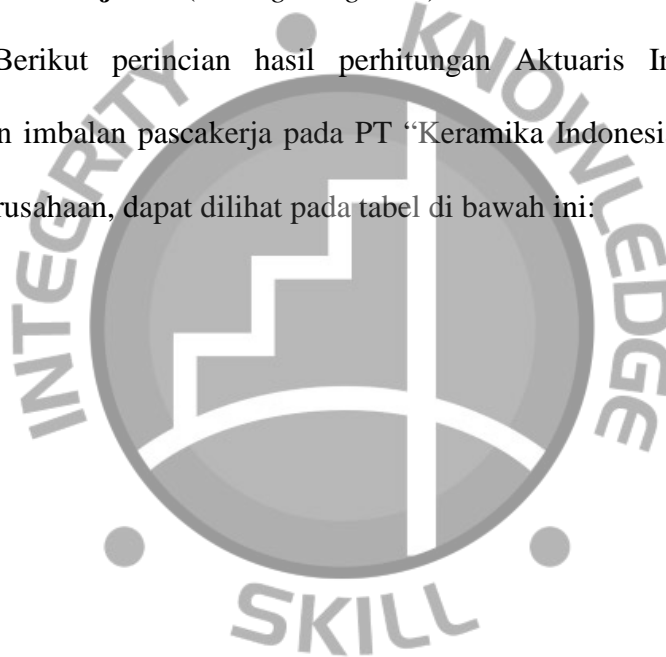 Berikut perincian hasil perhitungan Aktuaris In
n imbalan pascakerja pada PT “Keramika Indonesi
rusahaan, dapat dilihat pada tabel di bawah ini:
INTEGRITY
KNOWLEDGE
SKILL